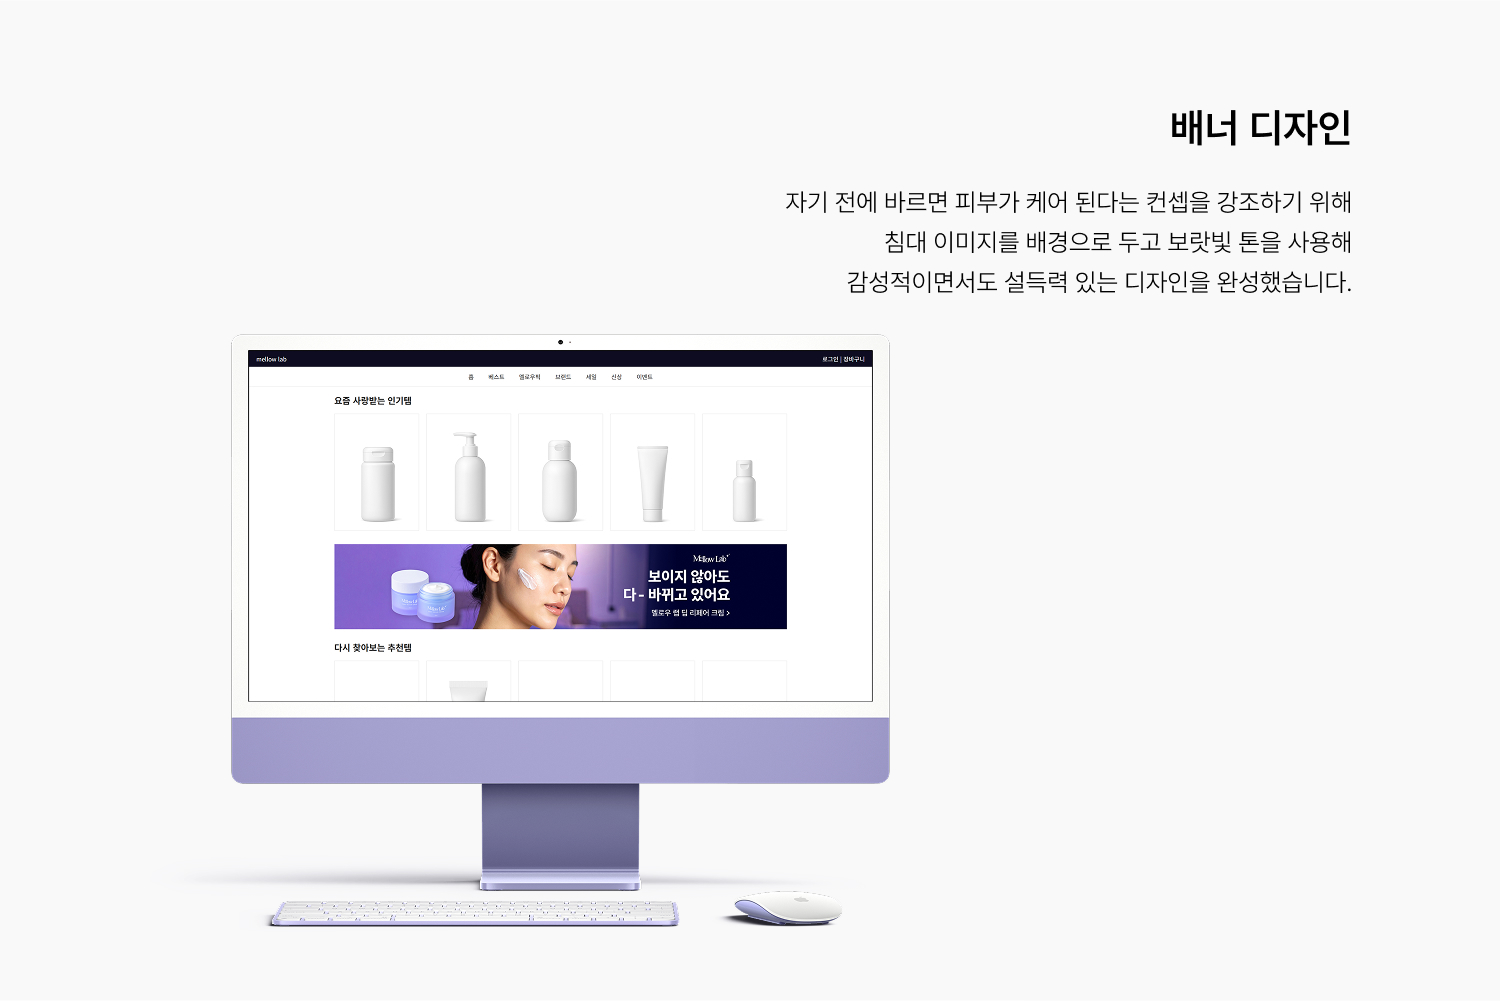 배너 디자인
자기 전에 바르면 피부가 케어 된다는 컨셉을 강조하기 위해
침대 이미지를 배경으로 두고 보랏빛 톤을 사용해
감성적이면서도 설득력 있는 디자인을 완성했습니다.
mellow lab
로그인 | 장바구니
홈 베스트 멜로우픽 브랜드 세일 신상 이벤트
요즘 사랑받는 인기템
Mellow Lab
보이지 않아도
다- 바뀌고 있어요
멜로우 랩 딥 리페어 크림 >
다시 찾아보는 추천템